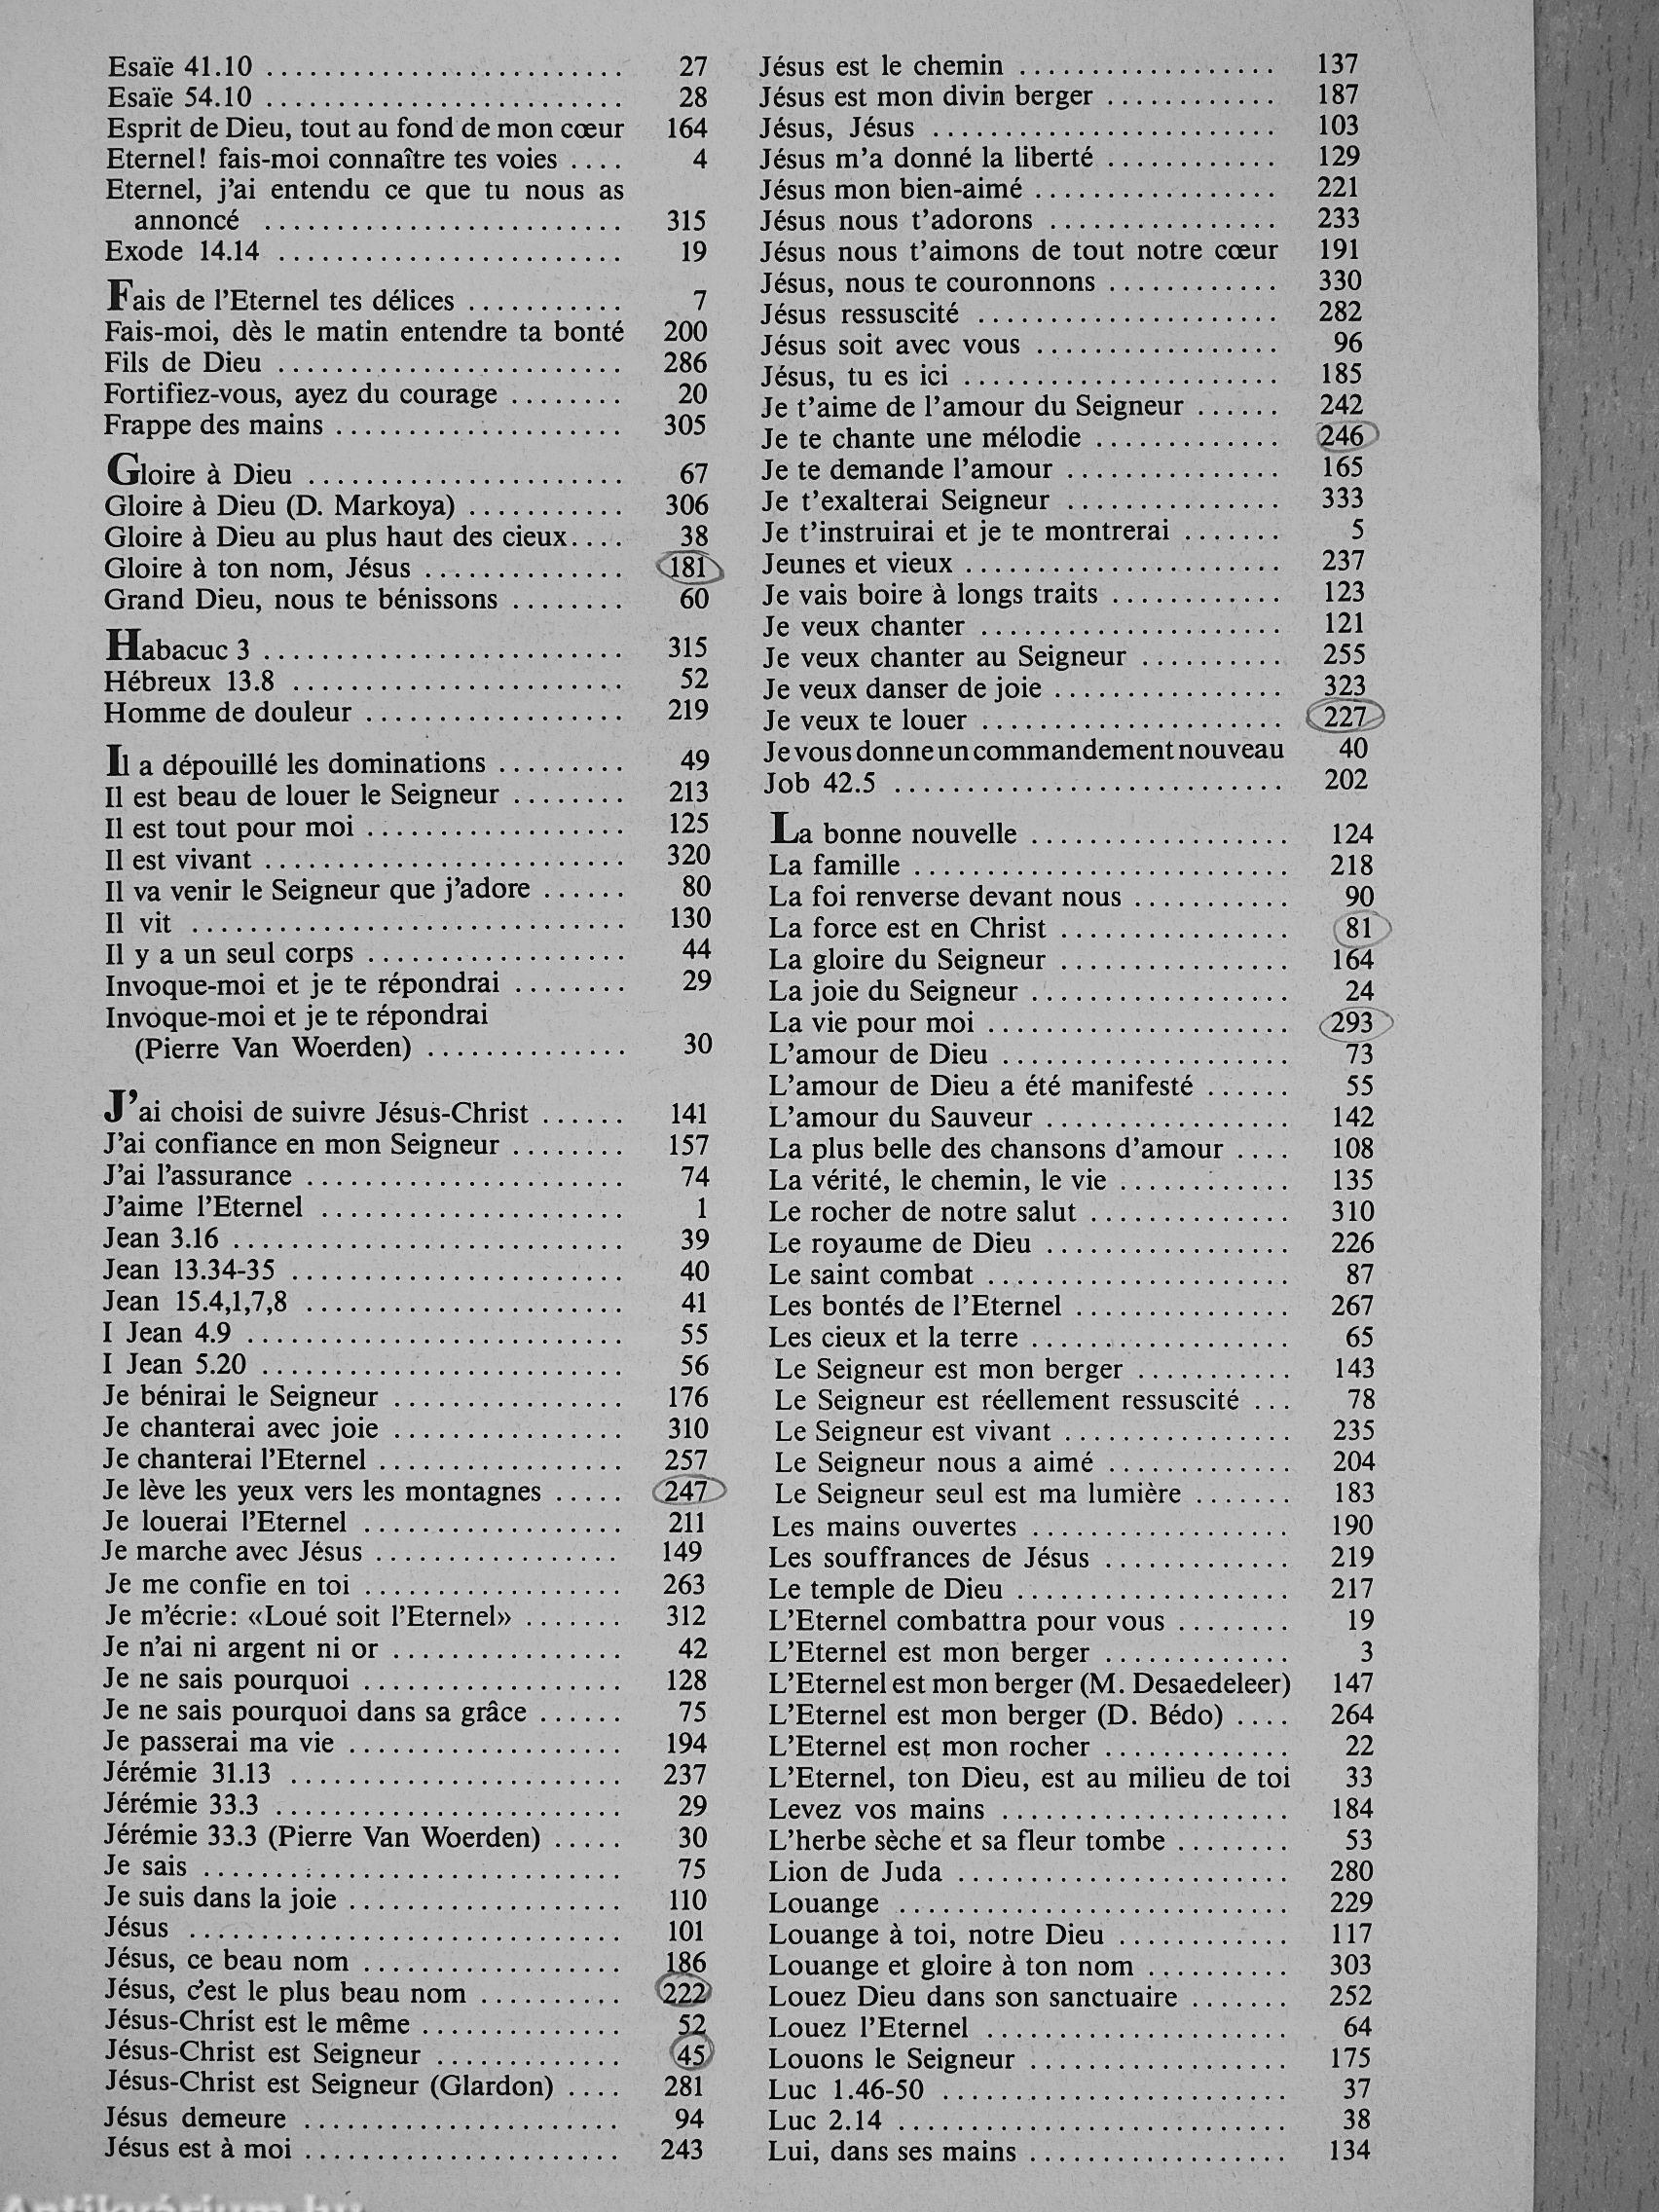 Esaïe 41.10 ........................ 27
Esaïe 54.10 ........................ 28
Esprit de Dieu, tout au fond de mon cœur 164
Eternel! fais-moi connaître tes voies .... 4
Eternel, j'ai entendu ce que tu nous as
annoncé ........................ 315
Exode 14.14 ........................ 19
Fais de l'Eternel tes délices ........... 7
Fais-moi, dès le matin entendre ta bonté 200
Fils de Dieu ........................ 286
Fortifiez-vous, ayez du courage ........ 20
Frappe des mains .................... 305
Gloire à Dieu ...................... 67
Gloire à Dieu (D. Markoya) ........... 306
Gloire à Dieu au plus haut des cieux.... 38
Gloire à ton nom, Jésus .............. 181
Grand Dieu, nous te bénissons ........ 60
Habacuc 3 ......................... 315
Hébreux 13.8 ....................... 52
Homme de douleur .................. 219
Il a dépouillé les dominations ......... 49
Il est beau de louer le Seigneur ........ 213
Il est tout pour moi .................. 125
Il est vivant ......................... 320
Il va venir le Seigneur que j'adore ...... 80
Il vit .............................. 130
Il y a un seul corps .................. 44
Invoque-moi et je te répondrai ........ 29
Invoque-moi et je te répondrai
(Pierre Van Woerden) .............. 30
J'ai choisi de suivre Jésus-Christ ...... 141
J'ai confiance en mon Seigneur ........ 157
J'ai l'assurance ...................... 74
J'aime l'Eternel ..................... 1
Jean 3.16 ........................... 39
Jean 13.34-35 ....................... 40
Jean 15.4,1,7,8 ...................... 41
I Jean 4.9 .......................... 55
I Jean 5.20 ......................... 56
Je bénirai le Seigneur ................ 176
Je chanterai avec joie ................ 310
Je chanterai l'Eternel ................. 257
Je lève les yeux vers les montagnes ..... 247
Je louerai l'Eternel .................. 211
Je marche avec Jésus ................. 149
Je me confie en toi .................. 263
Je m'écrie: «Loué soit l'Eternel» ....... 312
Je n'ai ni argent ni or ................ 42
Je ne sais pourquoi .................. 128
Je ne sais pourquoi dans sa grâce ...... 75
Je passerai ma vie ................... 194
Jérémie 31.13 ....................... 237
Jérémie 33.3 ........................ 29
Jérémie 33.3 (Pierre Van Woerden) ..... 30
Je sais ............................. 75
Je suis dans la joie ................... 110
Jésus .............................. 101
Jésus, ce beau nom .................. 186
Jésus, c'est le plus beau nom .......... 222
Jésus-Christ est le même .............. 52
Jésus-Christ est Seigneur ............. 45
Jésus-Christ est Seigneur (Glardon) .... 281
Jésus demeure ...................... 94
Jésus est à moi ...................... 243
Jésus est le chemin .................. 137
Jésus est mon divin berger ............ 187
Jésus, Jésus ........................ 103
Jésus m'a donné la liberté ............ 129
Jésus mon bien-aimé ................. 221
Jésus nous t'adorons ................ 233
Jésus nous t'aimons de tout notre cœur 191
Jésus, nous te couronnons ............ 330
Jésus ressuscité ..................... 282
Jésus soit avec vous ................. 96
Jésus, tu es ici ...................... 185
Je t'aime de l'amour du Seigneur ...... 242
Je te chante une mélodie ............. 246
Je te demande l'amour ............... 165
Je t'exalterai Seigneur ............... 333
Je t'instruirai et je te montrerai ....... 5
Jeunes et vieux ...................... 237
Je vais boire à longs traits ............ 123
Je veux chanter ..................... 121
Je veux chanter au Seigneur .......... 255
Je veux danser de joie ................ 323
Je veux te louer ..................... 227
Je vous donne un commandement nouveau 40
Job 42.5 ........................... 202
La bonne nouvelle .................. 124
La famille .......................... 218
La foi renverse devant nous ........... 90
La force est en Christ ................ 81
La gloire du Seigneur ................ 164
La joie du Seigneur .................. 24
La vie pour moi ..................... 293
L'amour de Dieu .................... 73
L'amour de Dieu a été manifesté ...... 55
L'amour du Sauveur ................. 142
La plus belle des chansons d'amour .... 108
La vérité, le chemin, le vie ............ 135
Le rocher de notre salut .............. 310
Le royaume de Dieu ................. 226
Le saint combat ..................... 87
Les bontés de l'Eternel ............... 267
Les cieux et la terre .................. 65
Le Seigneur est mon berger ........... 143
Le Seigneur est réellement ressuscité ... 78
Le Seigneur est vivant ................ 235
Le Seigneur nous a aimé ............. 204
Le Seigneur seul est ma lumière ....... 183
Les mains ouvertes .................. 190
Les souffrances de Jésus ............. 219
Le temple de Dieu ................... 217
L'Eternel combattra pour vous ........ 19
L'Eternel est mon berger ............. 3
L'Eternel est mon berger (M. Desaedeleer) 147
L'Eternel est mon berger (D. Bédo) .... 264
L'Eternel est mon rocher ............. 22
L'Eternel, ton Dieu, est au milieu de toi 33
Levez vos mains .................... 184
L'herbe sèche et sa fleur tombe ........ 53
Lion de Juda ....................... 280
Louange ........................... 229
Louange à toi, notre Dieu ............ 117
Louange et gloire à ton nom .......... 303
Louez Dieu dans son sanctuaire ....... 252
Louez l'Eternel ..................... 64
Louons le Seigneur .................. 175
Luc 1.46-50 ........................ 37
Luc 2.14 ........................... 38
Lui, dans ses mains .................. 134
Antikvárium.hu